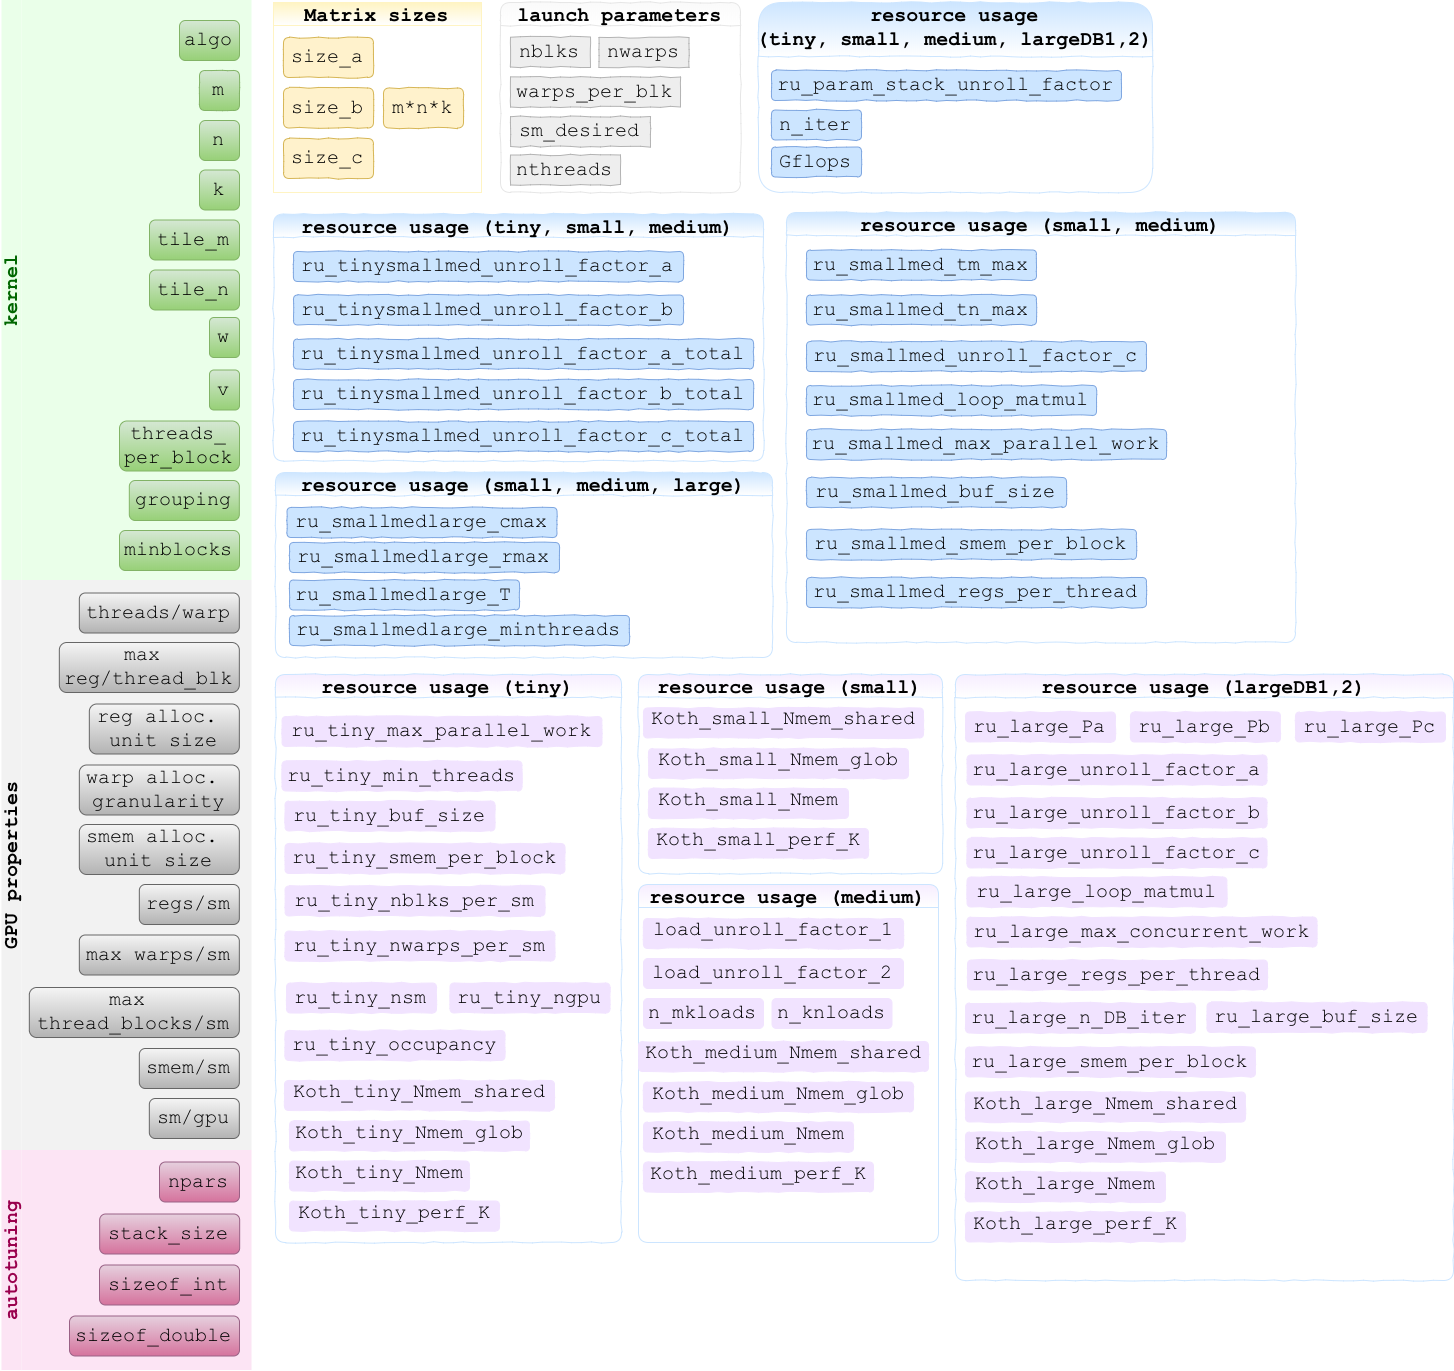 kernel
algo
m
n
k
tile_m
tile_n
w
v
threads_
per_block
grouping
minblocks
GPU properties
threads/warp
max
reg/thread_blk
reg alloc.
unit size
warp alloc.
granularity
smem alloc.
unit size
regs/sm
max warps/sm
max
thread_blocks/sm
smem/sm
sm/gpu
autotuning
npars
stack_size
sizeof_int
sizeof_double
Matrix sizes
size_a
size_b m*n*k
size_c
launch parameters
nblks nwarps
warps_per_blk
sm_desired
nthreads
resource usage
(tiny, small, medium, largeDB1,2)
ru_param_stack_unroll_factor
n_iter
Gflops
resource usage (tiny, small, medium)
ru_tinysmallmed_unroll_factor_a
ru_tinysmallmed_unroll_factor_b
ru_tinysmallmed_unroll_factor_a_total
ru_tinysmallmed_unroll_factor_b_total
ru_tinysmallmed_unroll_factor_c_total
resource usage (small, medium)
ru_smallmed_tm_max
ru_smallmed_tn_max
ru_smallmed_unroll_factor_c
ru_smallmed_loop_matmul
ru_smallmed_max_parallel_work
ru_smallmed_buf_size
ru_smallmed_smem_per_block
ru_smallmed_regs_per_thread
resource usage (small, medium, large)
ru_smallmedlarge_cmax
ru_smallmedlarge_rmax
ru_smallmedlarge_T
ru_smallmedlarge_minthreads
resource usage (tiny)
ru_tiny_max_parallel_work
ru_tiny_min_threads
ru_tiny_buf_size
ru_tiny_smem_per_block
ru_tiny_nblks_per_sm
ru_tiny_nwarps_per_sm
ru_tiny_nsm ru_tiny_ngpu
ru_tiny_occupancy
Koth_tiny_Nmem_shared
Koth_tiny_Nmem_glob
Koth_tiny_Nmem
Koth_tiny_perf_K
resource usage (small)
Koth_small_Nmem_shared
Koth_small_Nmem_glob
Koth_small_Nmem
Koth_small_perf_K
resource usage (medium)
load_unroll_factor_1
load_unroll_factor_2
n_mkloads n_knloads
Koth_medium_Nmem_shared
Koth_medium_Nmem_glob
Koth_medium_Nmem
Koth_medium_perf_K
resource usage (largeDB1,2)
ru_large_Pa ru_large_Pb ru_large_Pc
ru_large_unroll_factor_a
ru_large_unroll_factor_b
ru_large_unroll_factor_c
ru_large_loop_matmul
ru_large_max_concurrent_work
ru_large_regs_per_thread
ru_large_n_DB_iter ru_large_buf_size
ru_large_smem_per_block
Koth_large_Nmem_shared
Koth_large_Nmem_glob
Koth_large_Nmem
Koth_large_perf_K